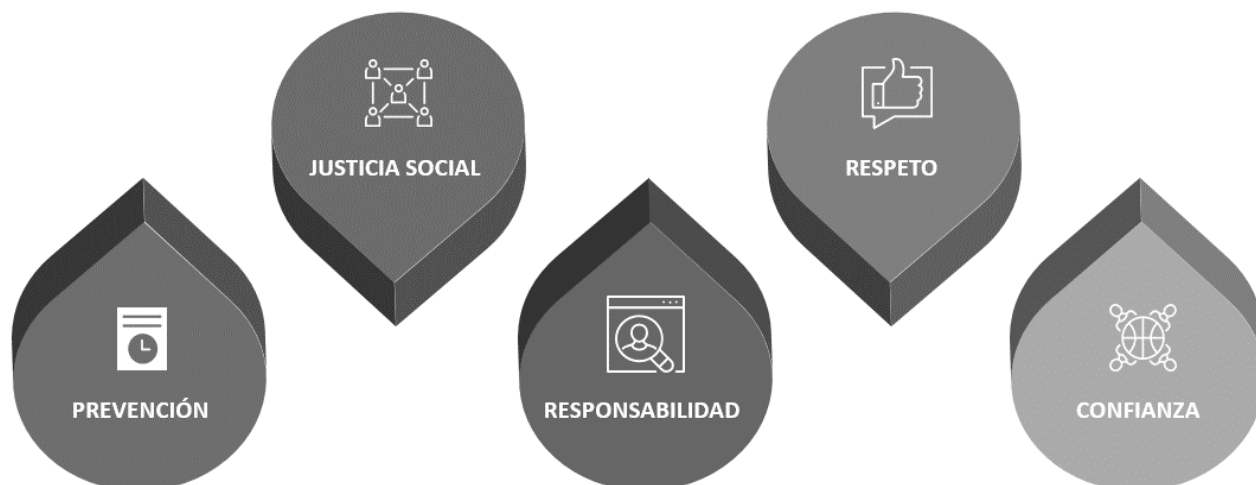 PREVENCIÓN
JUSTICIA SOCIAL
RESPONSABILIDAD
RESPETO
CONFIANZA